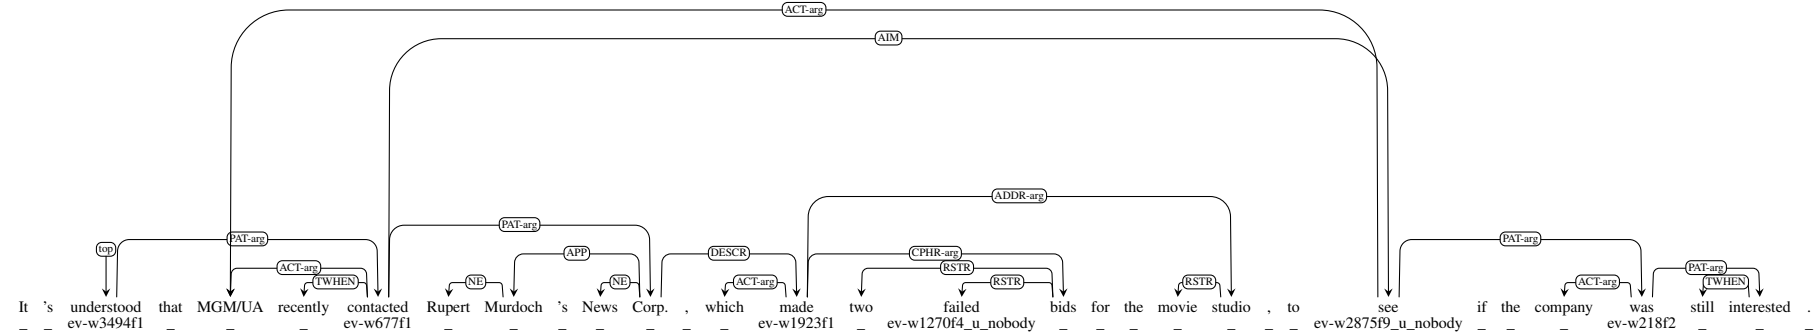 ACT-arg
AIM
ADDR-arg
PAT-arg
top PAT-arg PAT-arg
APP DESCR CPHR-arg
ACT-arg RSTR PAT-arg
TWHEN NE NE ACT-arg RSTR RSTR ACT-arg TWHEN
It 's understood that MGM/UA recently contacted Rupert Murdoch 's News Corp. , which made two failed bids for the movie studio , to see if the company was still interested .
_ _ ev-w3494f1 _ _ _ ev-w677f1 _ _ _ _ _ _ _ ev-w1923f1 _ ev-w1270f4_u_nobody _ _ _ _ _ _ _ ev-w2875f9_u_nobody _ _ _ ev-w218f2 _ _ _